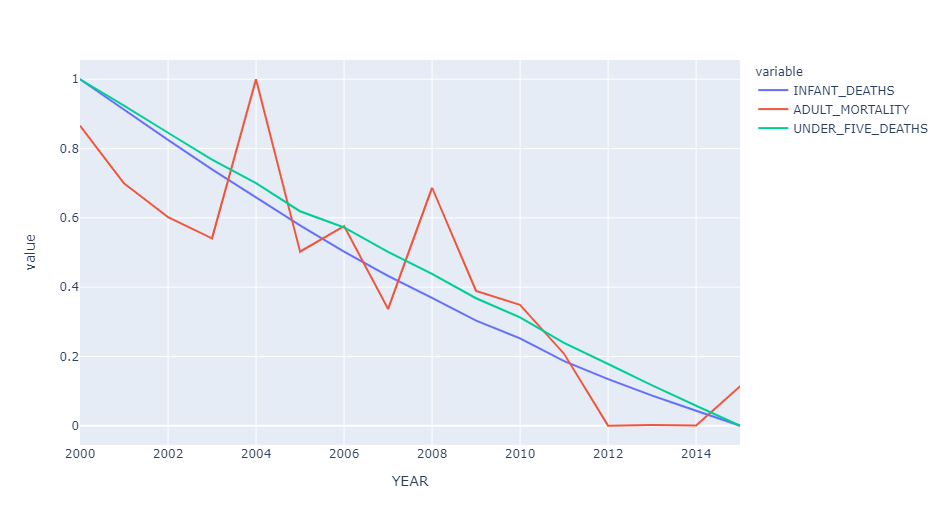 variable
INFANT_DEATHS
ADULT_MORTALITY
UNDER_FIVE_DEATHS
value
1
0.8
0.6
0.4
0.2
0
2000 2002 2004 2006 2008 2010 2012 2014
YEAR